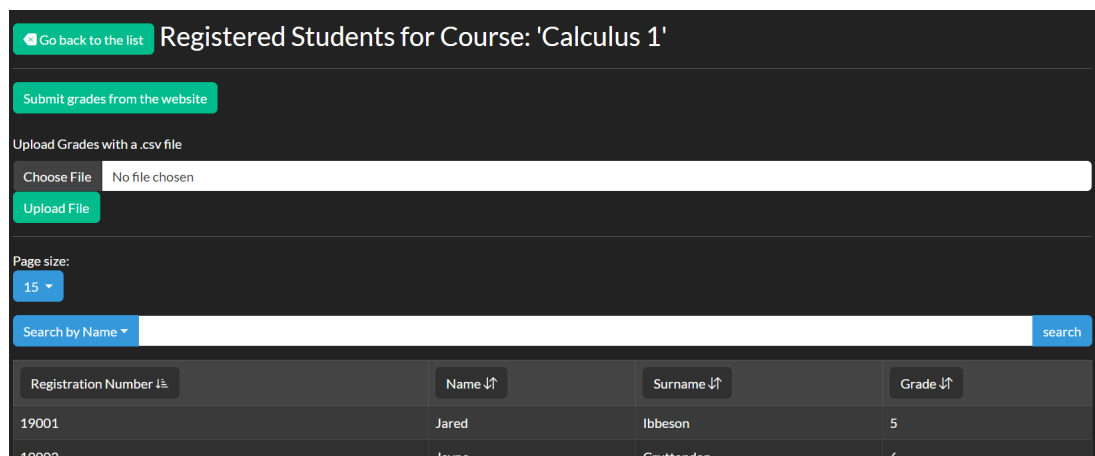 Go back to the list Registered Students for Course: 'Calculus 1'
Submit grades from the website
Upload Grades with a .csv file
Choose File No file chosen
Upload File
Page size:
15
Search by Name search
Registration Number Name Surname Grade
19001 Jared Ibbeson 5